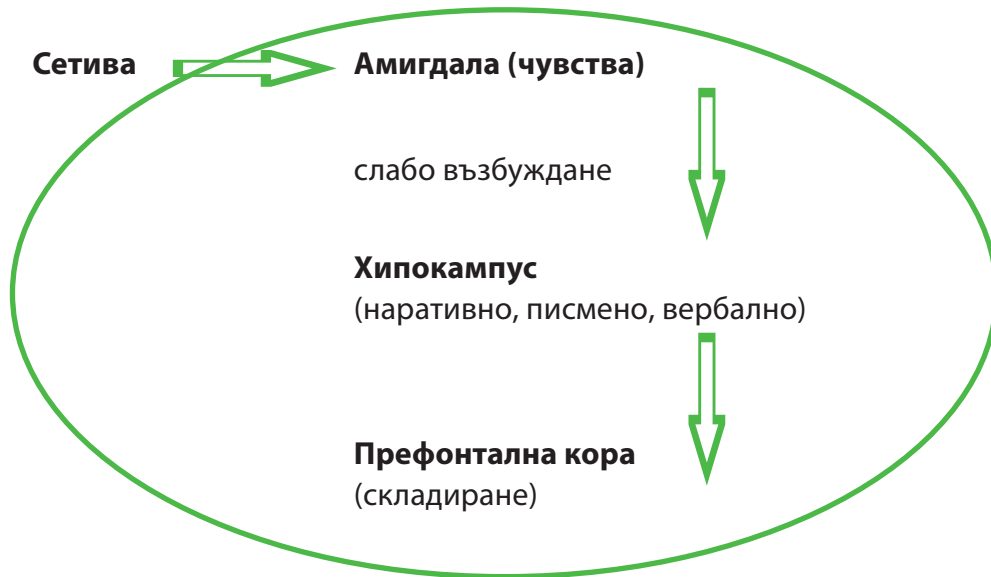 Сетива
Амигдала (чувства)
слабо възбуждане
Хипокампус
(наративно, писмено, вербално)
Префонтална кора
(складиране)